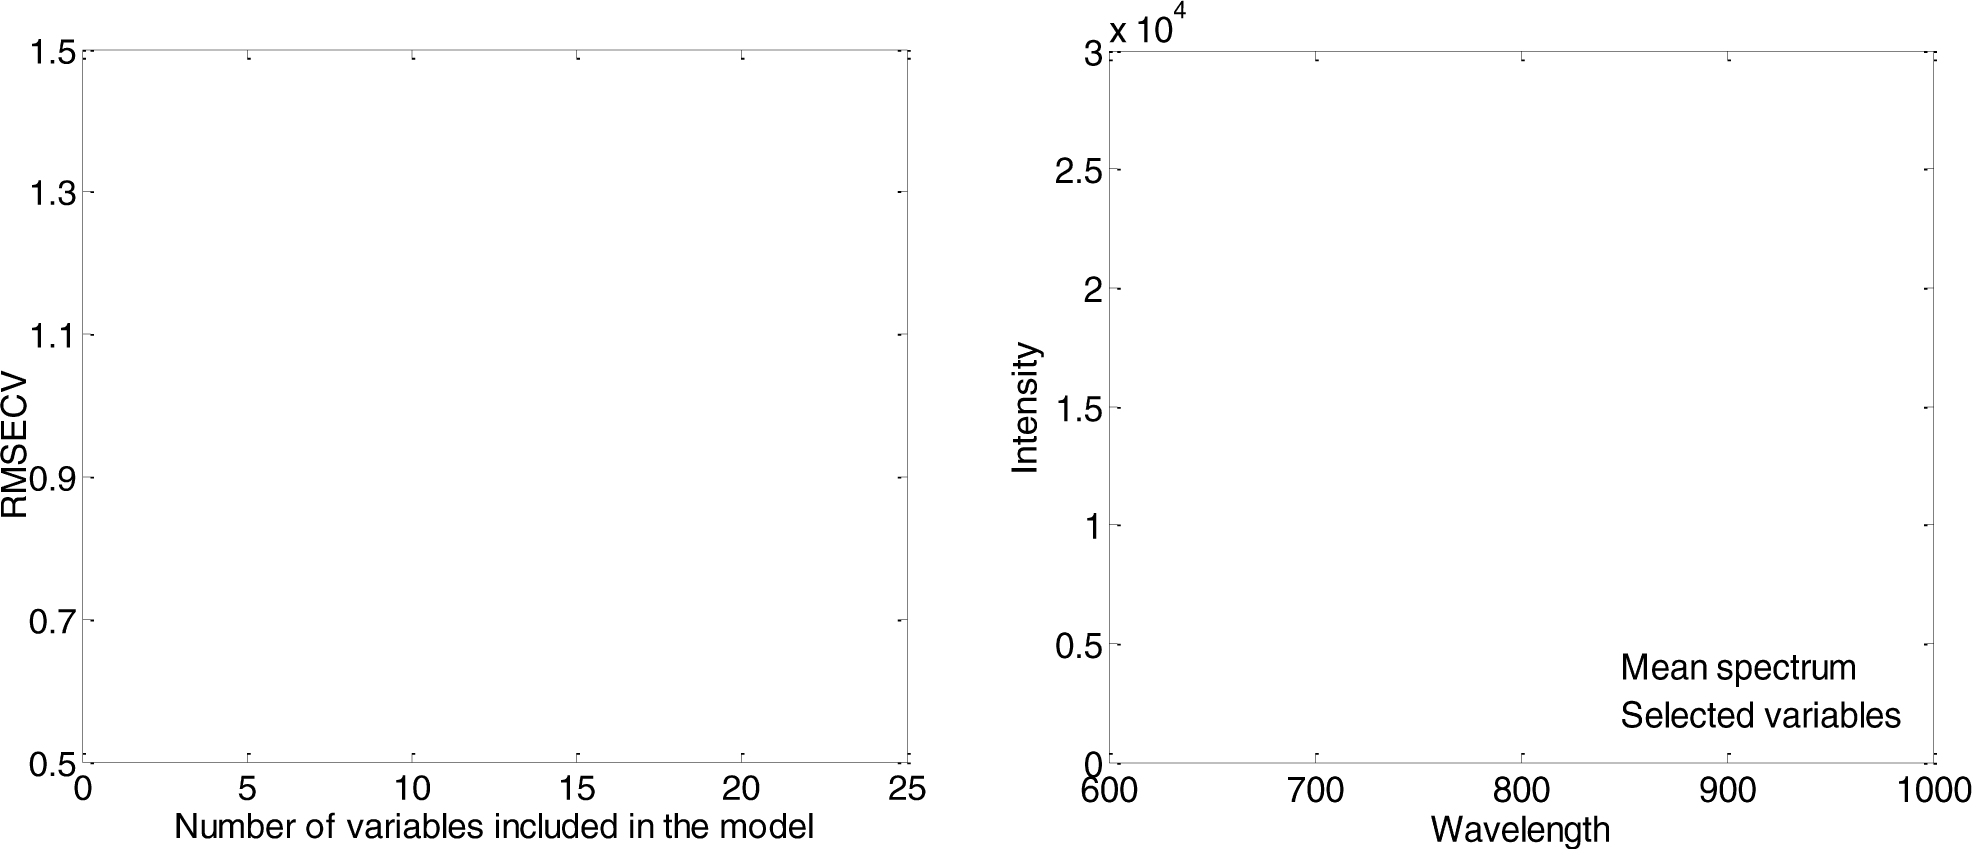 1.5
1.3
1.1
0.9
0.7
0.5
RMSECV
0 5 10 15 20 25
Number of variables included in the model
x 10^4
3
2.5
2
1.5
1
0.5
0
Intensity
Mean spectrum
Selected variables
600 700 800 900 1000
Wavelength